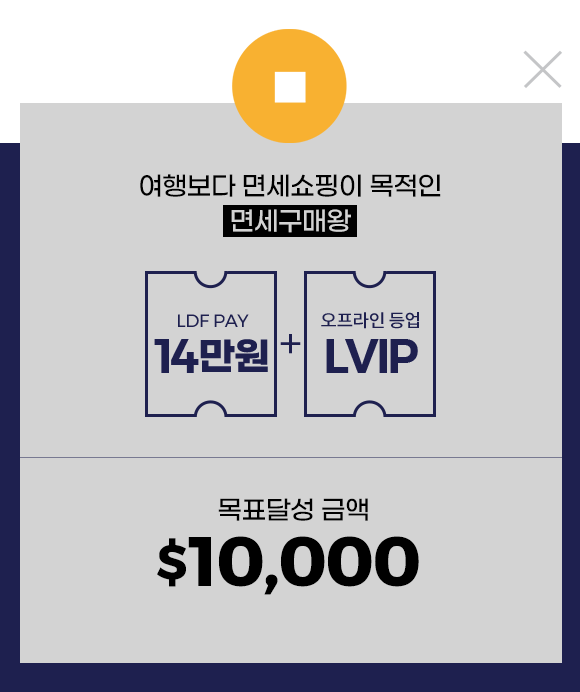 여행보다 면세쇼핑이 목적인
면세구매왕
LDF PAY
14만원
+
오프라인 등업
LVIP
목표달성 금액
$10,000